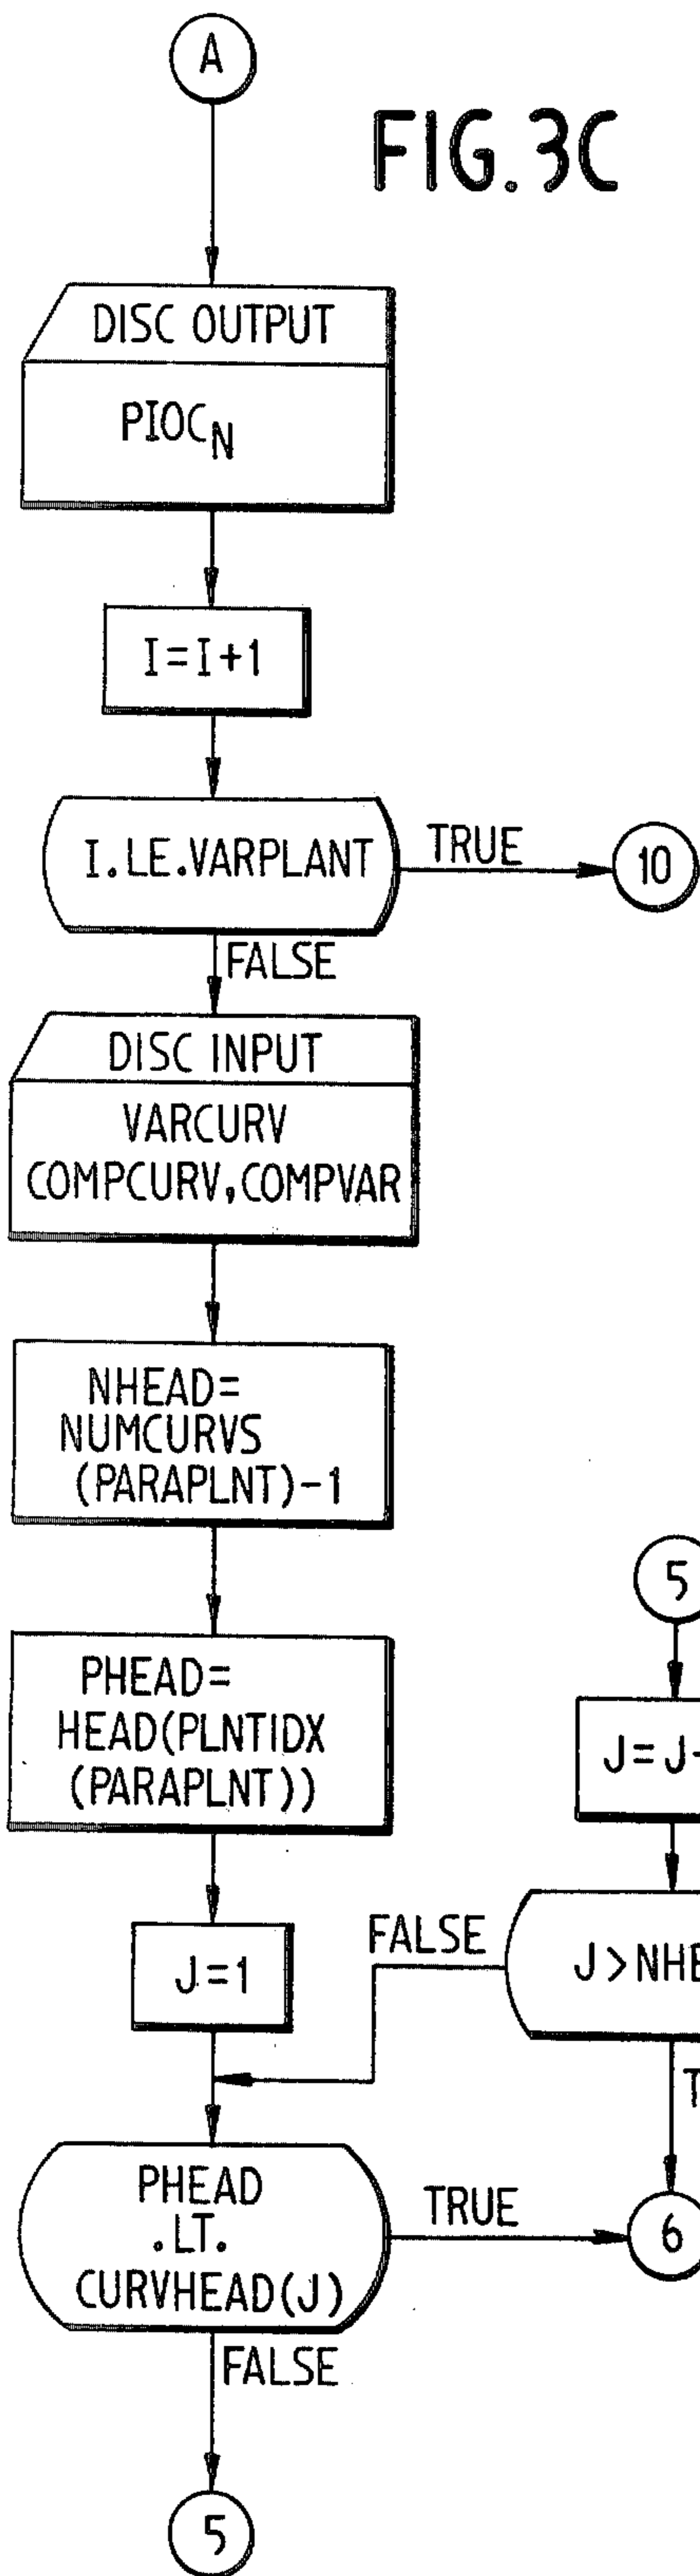 A
FIG. 3C
DISC OUTPUT
PIOC_N
I=I+1
I.LE.VARPLANT
TRUE
10
FALSE
DISC INPUT
VARCURV
COMPCURV,COMPVAR
NHEAD=
NUMCURVS
(PARAPLNT)-1
PHEAD=
HEAD(PLNTIDX
(PARAPLNT))
J=1
5
J=J
FALSE
J>NHE
PHEAD
.LT.
CURVHEAD(J)
TRUE
6
FALSE
5